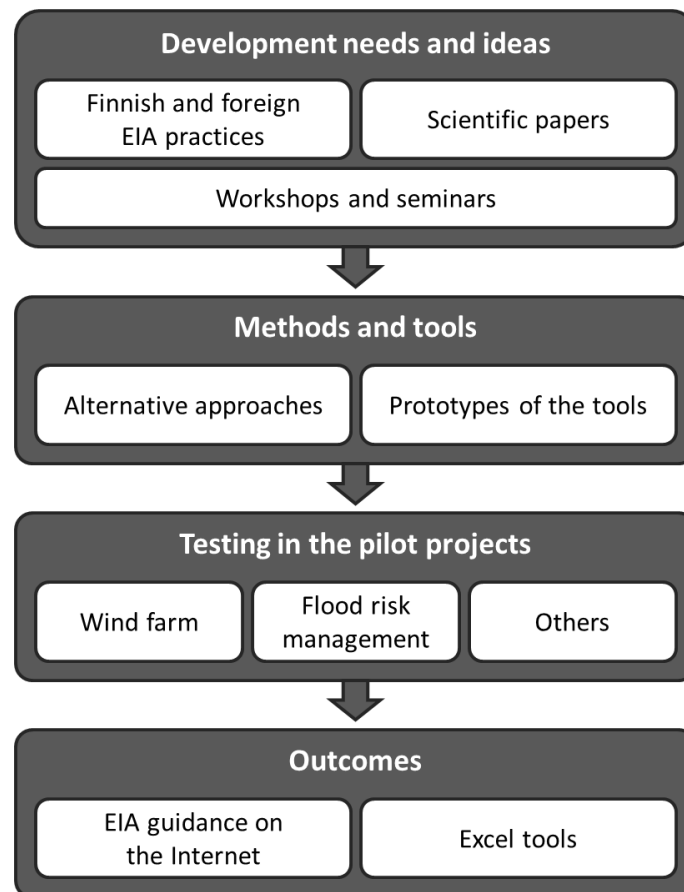 Development needs and ideas
Finnish and foreign
EIA practices
Scientific papers
Workshops and seminars
Methods and tools
Alternative approaches
Prototypes of the tools
Testing in the pilot projects
Wind farm
Flood risk
management
Others
Outcomes
EIA guidance on
the Internet
Excel tools